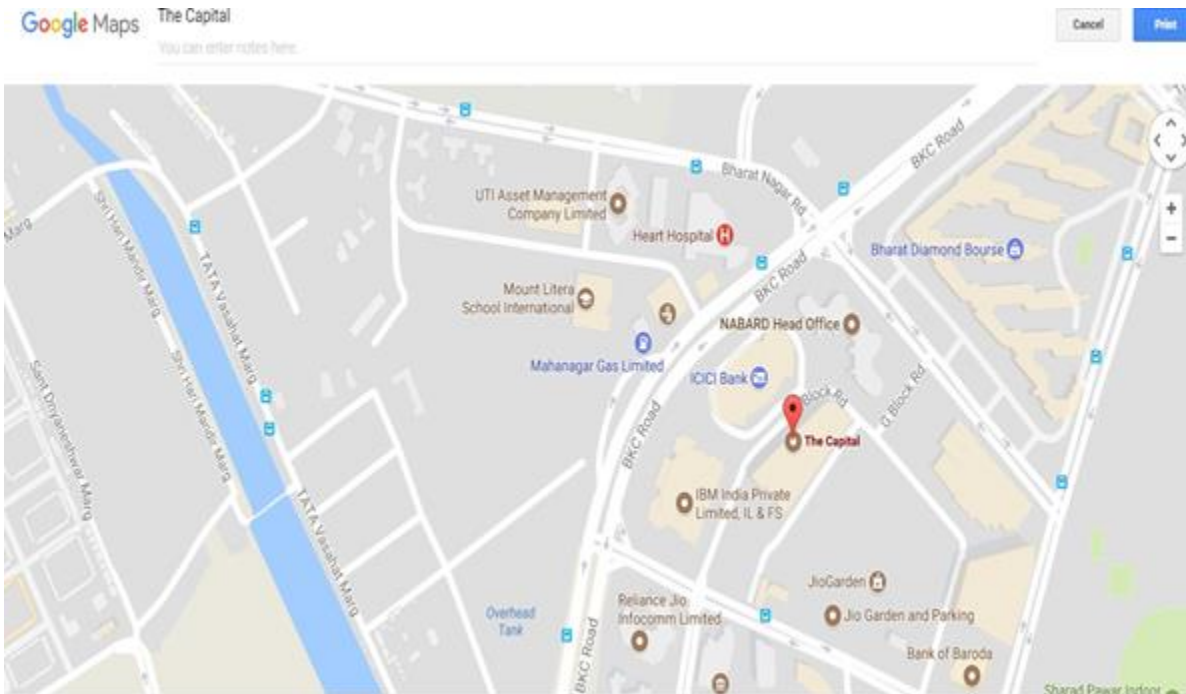 Google Maps
The Capital
You can enter notes here.
Cancel
Print
BKC Road
Bharat Nagar Rd
UTI Asset Management
Company Limited
Heart Hospital
Bharat Diamond Bourse
Marg
Shri Hari Mandir Marg
TATA Vasahat Marg
BKC Road
Mount Litera
School International
NABARD Head Office
Mahanagar Gas Limited
ICICI Bank
Block Rd
G Block Rd
Shri Hari Mandir Marg
Sant Dnyaneshwar Marg
BKC Road
The Capital
IBM India Private
Limited, IL & FS
TATA Vasahat Marg
JioGarden
Overhead
Tank
Reliance Jio
Infocomm Limited
Jio Garden and Parking
BKC Road
Bank of Baroda
Sharad Pawar Indoor